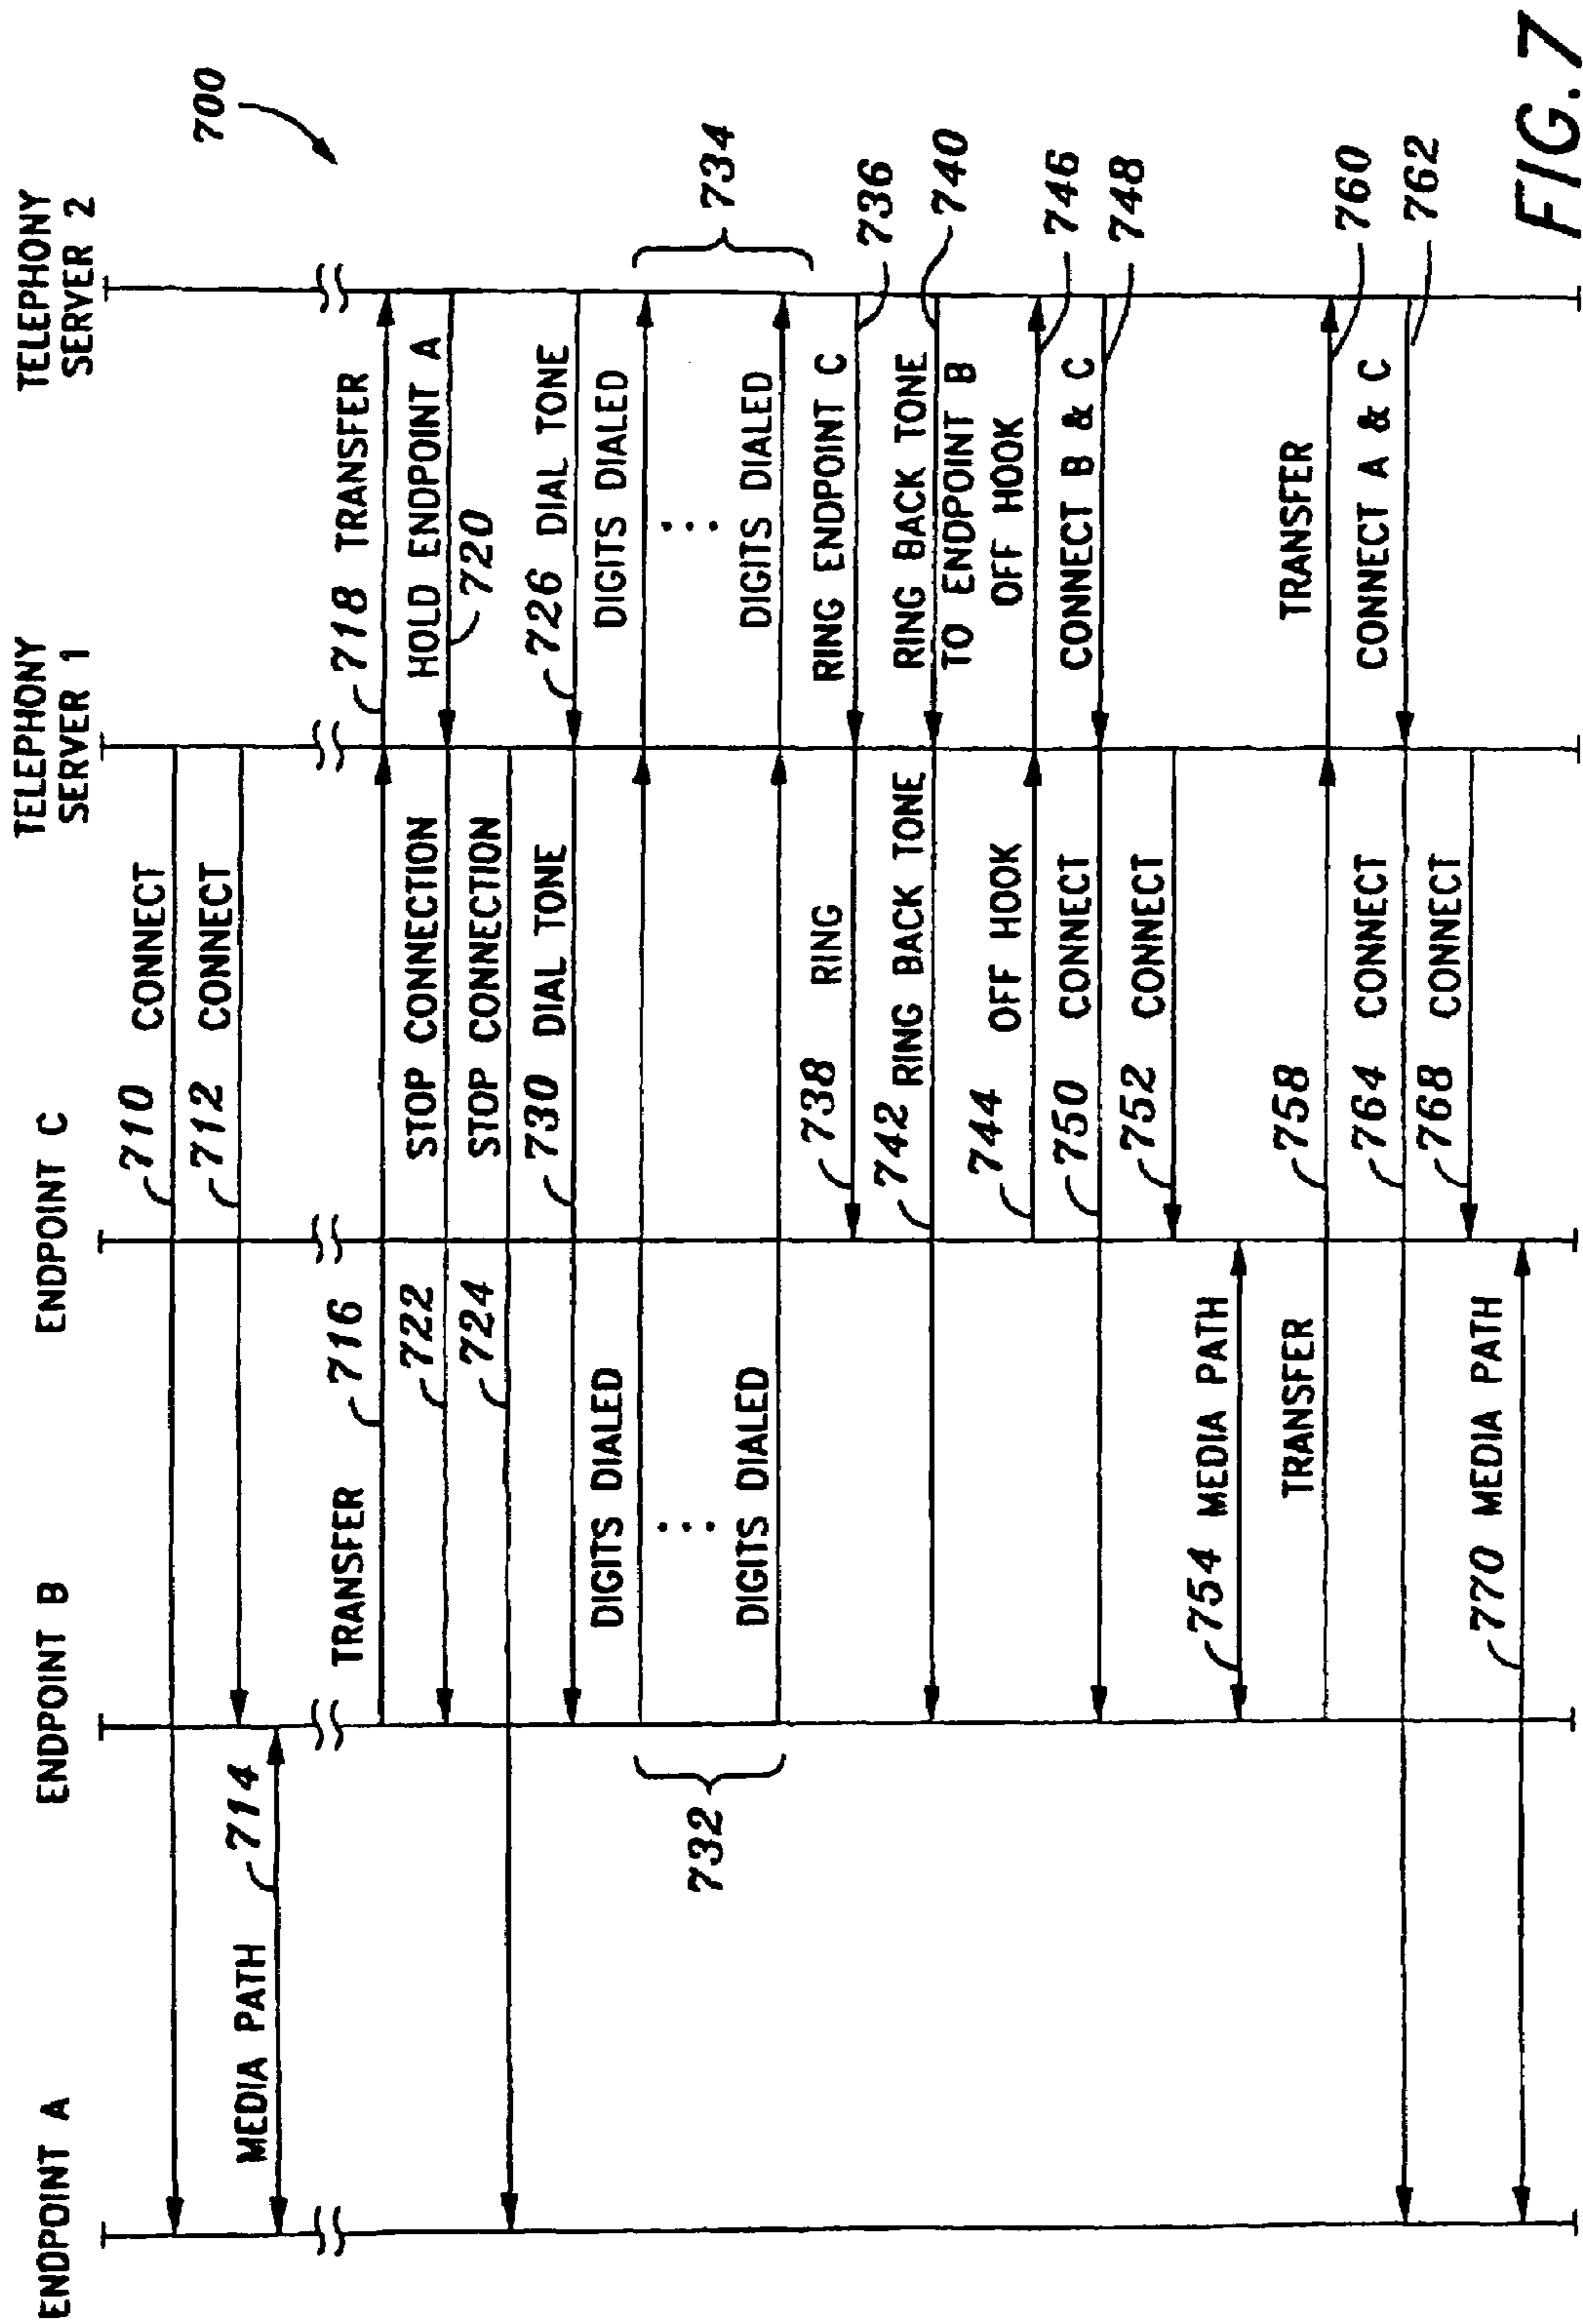 ENDPOINT A
ENDPOINT B
ENDPOINT C
TELEPHONY
SERVER 1
TELEPHONY
SERVER 2
700
710 CONNECT
712 CONNECT
MEDIA PATH 714
TRANSFER 716
718 TRANSFER
HOLD ENDPOINT A
720
722 STOP CONNECTION
724 STOP CONNECTION
726 DIAL TONE
730 DIAL TONE
DIGITS DIALED
DIGITS DIALED
732
DIGITS DIALED
DIGITS DIALED
734
RING ENDPOINT C 736
738 RING
RING BACK TONE
TO ENDPOINT B
740
742 RING BACK TONE
744 OFF HOOK
OFF HOOK 746
CONNECT B & C 748
750 CONNECT
752 CONNECT
754 MEDIA PATH
TRANSFER 758
TRANSFER 760
CONNECT A & C 762
764 CONNECT
768 CONNECT
770 MEDIA PATH
FIG. 7